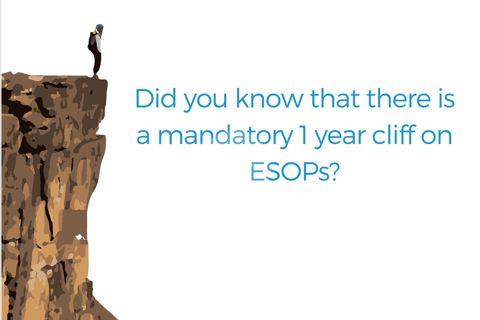 Did you know that there is
a mandatory 1 year cliff on
ESOPs?